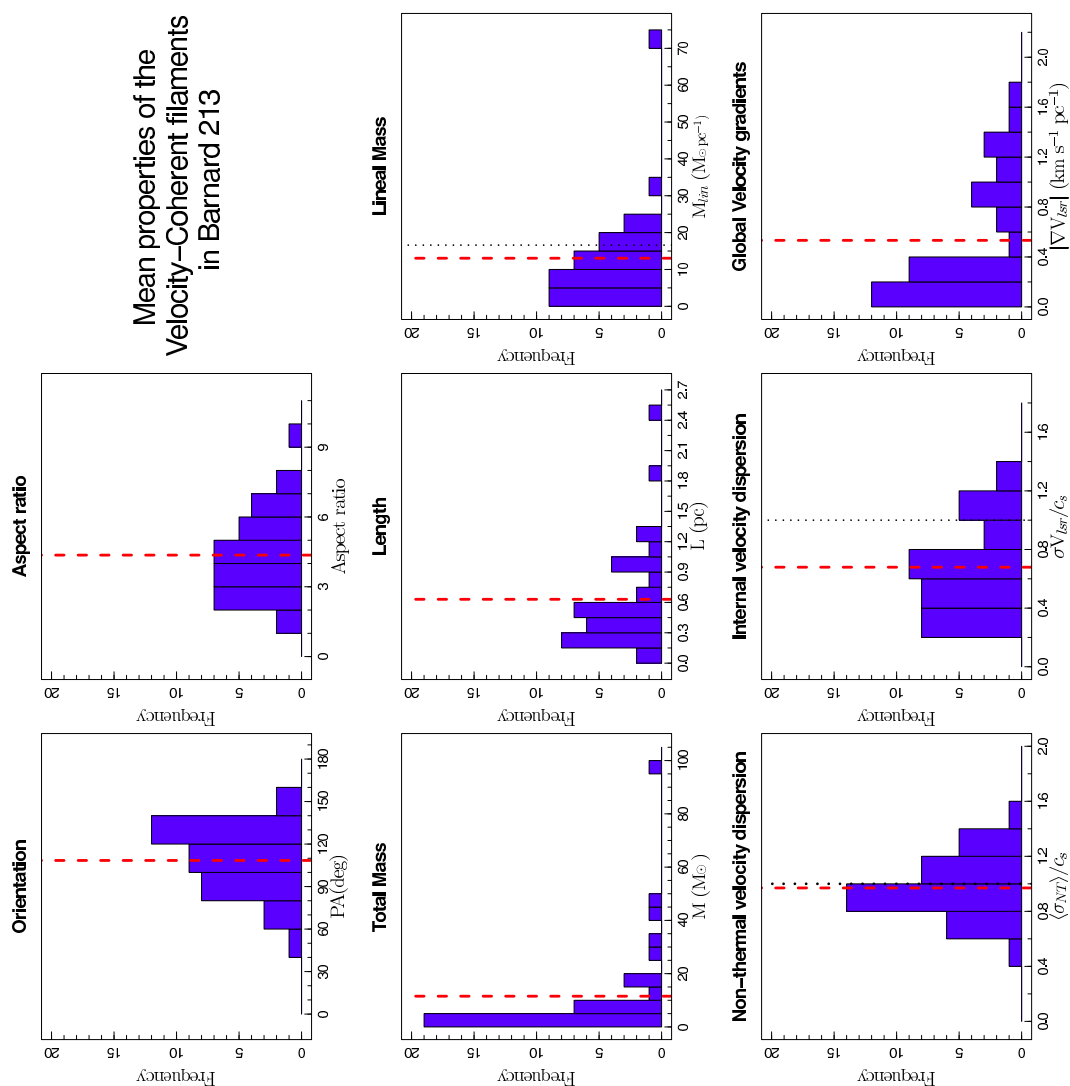 Mean properties of the
Velocity–Coherent filaments
in Barnard 213
Orientation
Frequency
0 5 10 15 20
0 30 60 90 120 150 180
PA(deg)
Aspect ratio
Frequency
0 5 10 15 20
0 3 6 9
Aspect ratio
Total Mass
Frequency
0 5 10 15 20
0 20 40 60 80 100
M (M⊙)
Length
Frequency
0 5 10 15 20
0.0 0.3 0.6 0.9 1.2 1.5 1.8 2.1 2.4 2.7
L (pc)
Lineal Mass
Frequency
0 5 10 15 20
0 10 20 30 40 50 60 70
M_lin (M⊙ pc⁻¹)
Non–thermal velocity dispersion
Frequency
0 5 10 15 20
0.0 0.4 0.8 1.2 1.6 2.0
⟨σ_NT⟩/c_s
Internal velocity dispersion
Frequency
0 5 10 15 20
0.0 0.4 0.8 1.2 1.6
σV_lsr/c_s
Global Velocity gradients
Frequency
0 5 10 15 20
0.0 0.4 0.8 1.2 1.6 2.0
|∇V_lsr| (km s⁻¹ pc⁻¹)